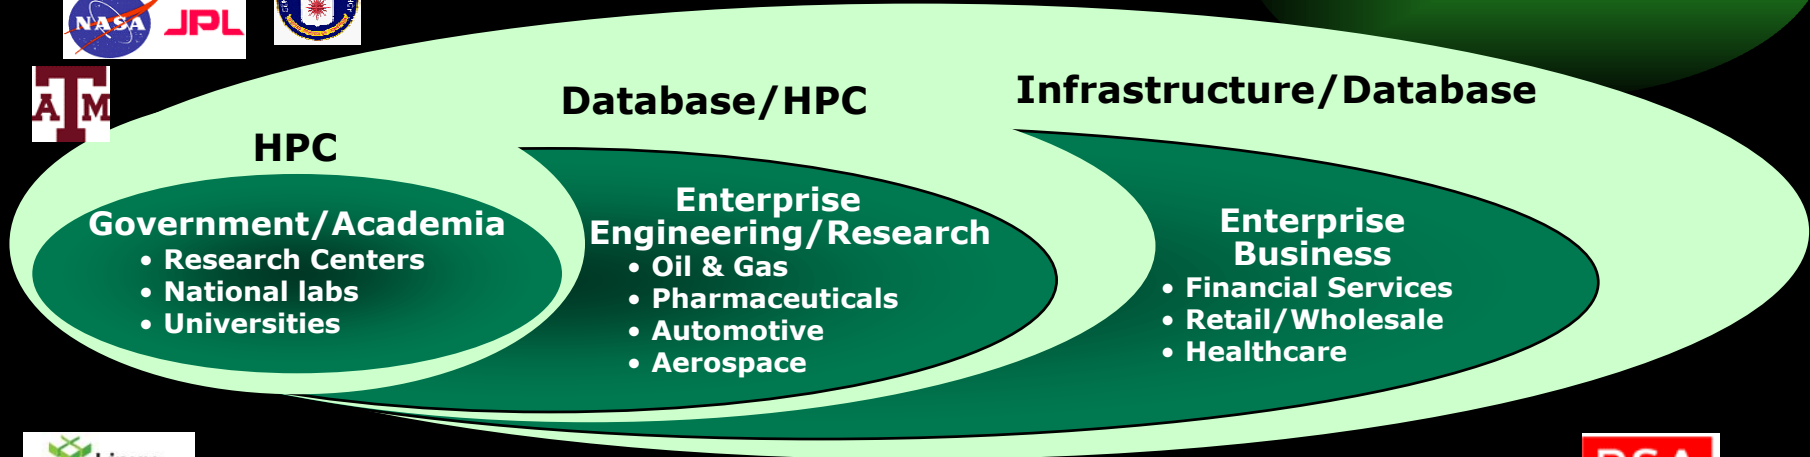 NASA JPL
A T M
Infrastructure/Database
Database/HPC
HPC
Government/Academia
• Research Centers
• National labs
• Universities
Enterprise
Engineering/Research
• Oil & Gas
• Pharmaceuticals
• Automotive
• Aerospace
Enterprise
Business
• Financial Services
• Retail/Wholesale
• Healthcare